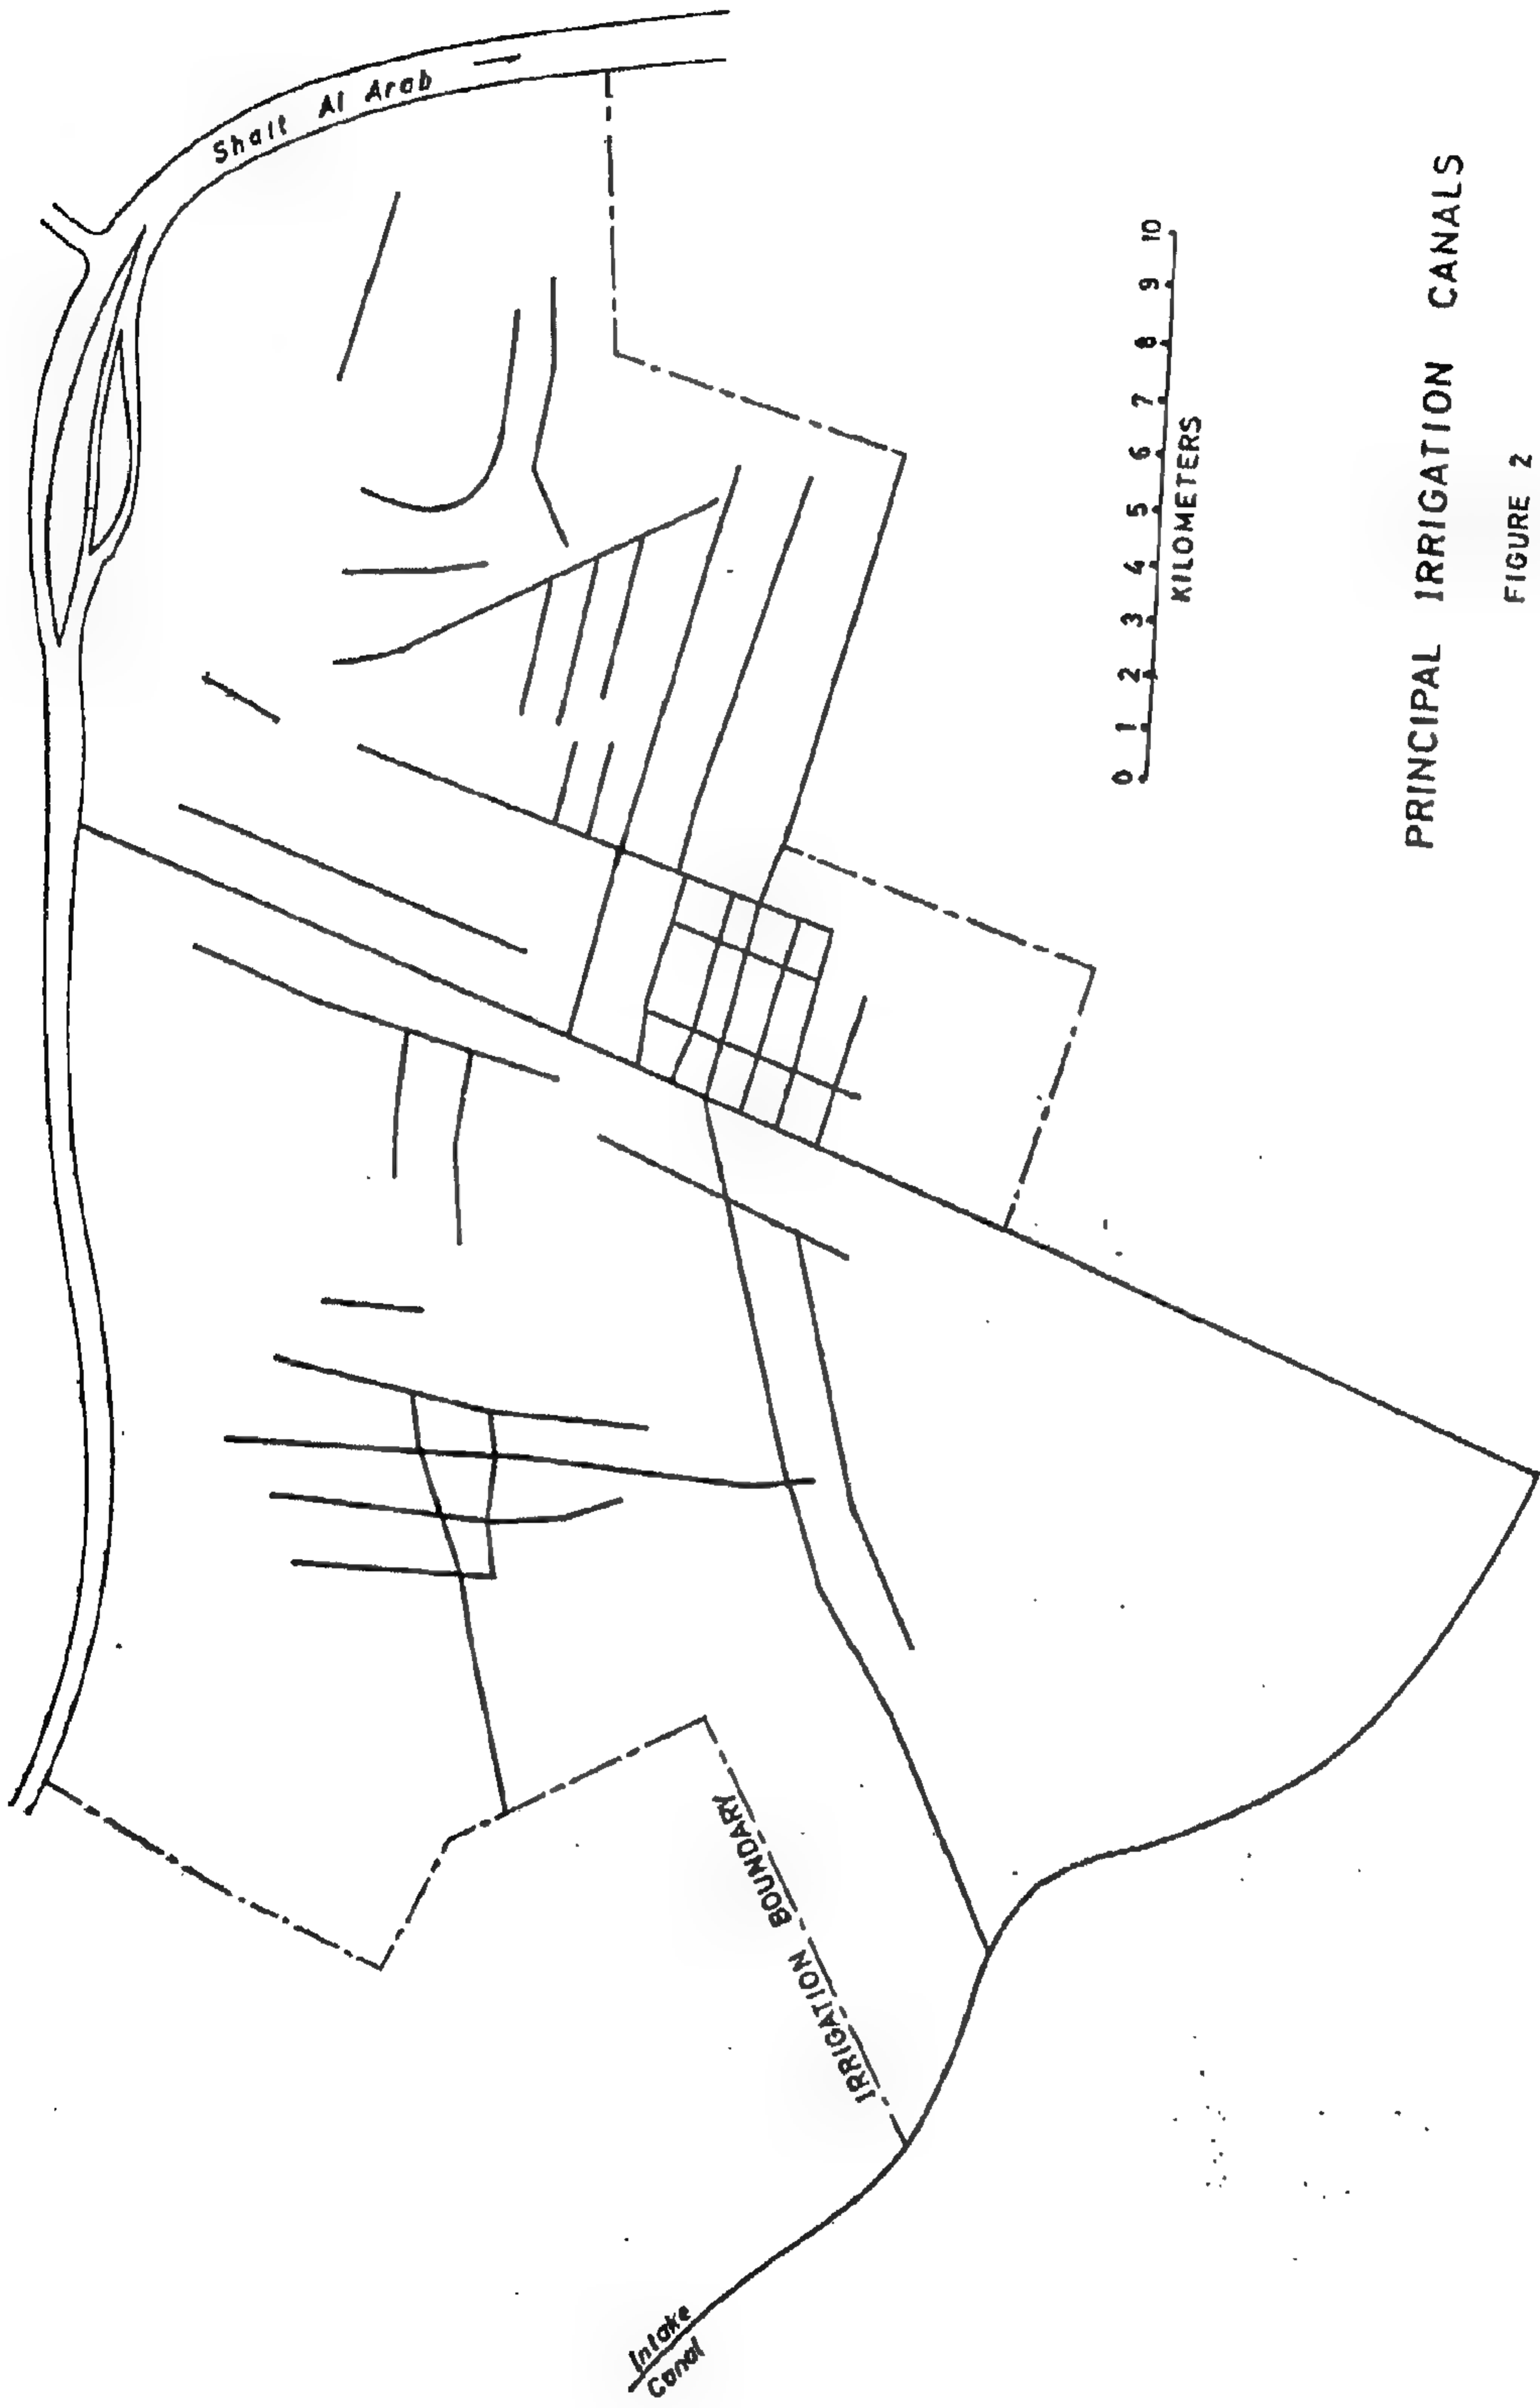 Shatt Al Arab
IRRIGATION BOUNDARY
Intake
Canal
0 1 2 3 4 5 6 7 8 9 10
KILOMETERS
PRINCIPAL IRRIGATION CANALS
FIGURE 2